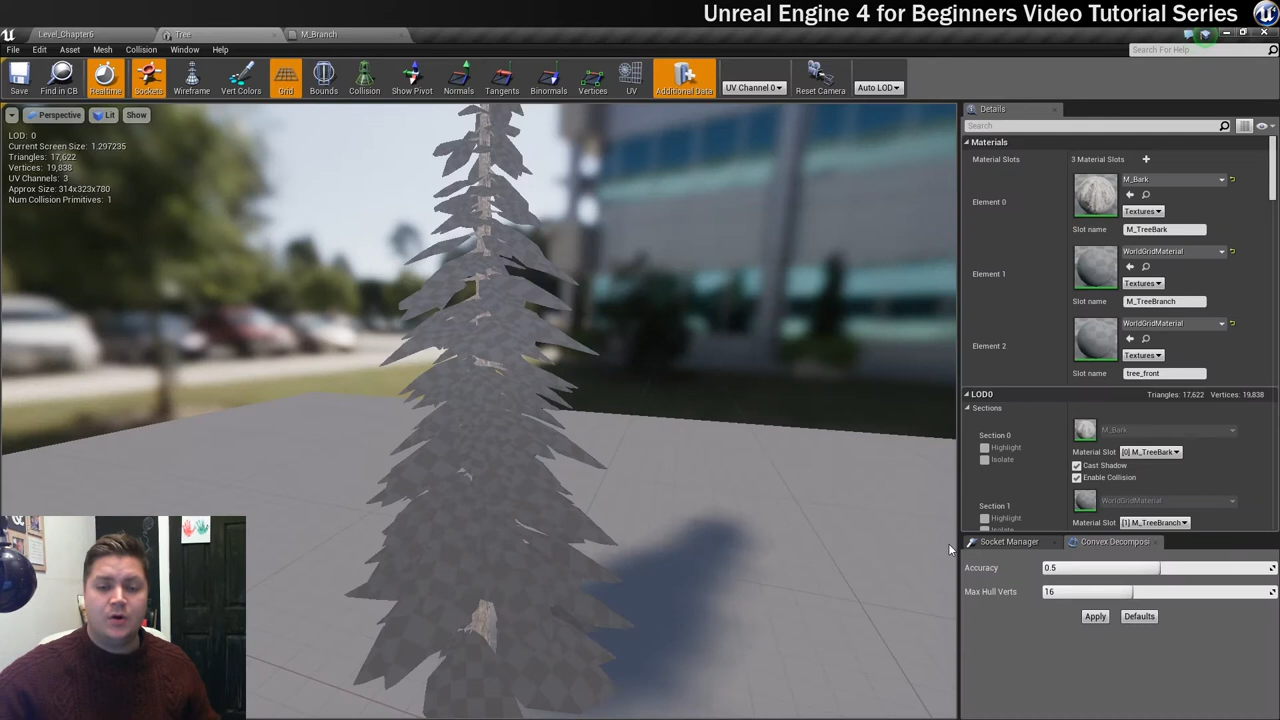 Unreal Engine 4 for Beginners Video Tutorial Series
Level_Chapter6 Tree M_Branch
File Edit Asset Mesh Collision Window Help
Search For Help
Save Find in CB Realtime Sockets Wireframe Vert Colors Grid Bounds Collision Show Pivot Normals Tangents Binormals Vertices UV Additional Data UV Channel 0 Reset Camera Auto LOD
Perspective Lit Show
LOD: 0
Current Screen Size: 1.297235
Triangles: 17,622
Vertices: 19,838
UV Channels: 3
Approx Size: 314x323x780
Num Collision Primitives: 1
Details
Search
Materials
Material Slots 3 Material Slots
M_Bark
Element 0
Textures
Slot name M_TreeBark
WorldGridMaterial
Element 1
Textures
Slot name M_TreeBranch
WorldGridMaterial
Element 2
Textures
Slot name tree_front
LOD0 Triangles: 17,622 Vertices: 19,838
Sections
Section 0 M_Bark
Highlight
Isolate
Material Slot [0] M_TreeBark
Cast Shadow
Enable Collision
Section 1 WorldGridMaterial
Highlight
Isolate
Material Slot [1] M_TreeBranch
Socket Manager Convex Decomposi
Accuracy 0.5
Max Hull Verts 16
Apply Defaults